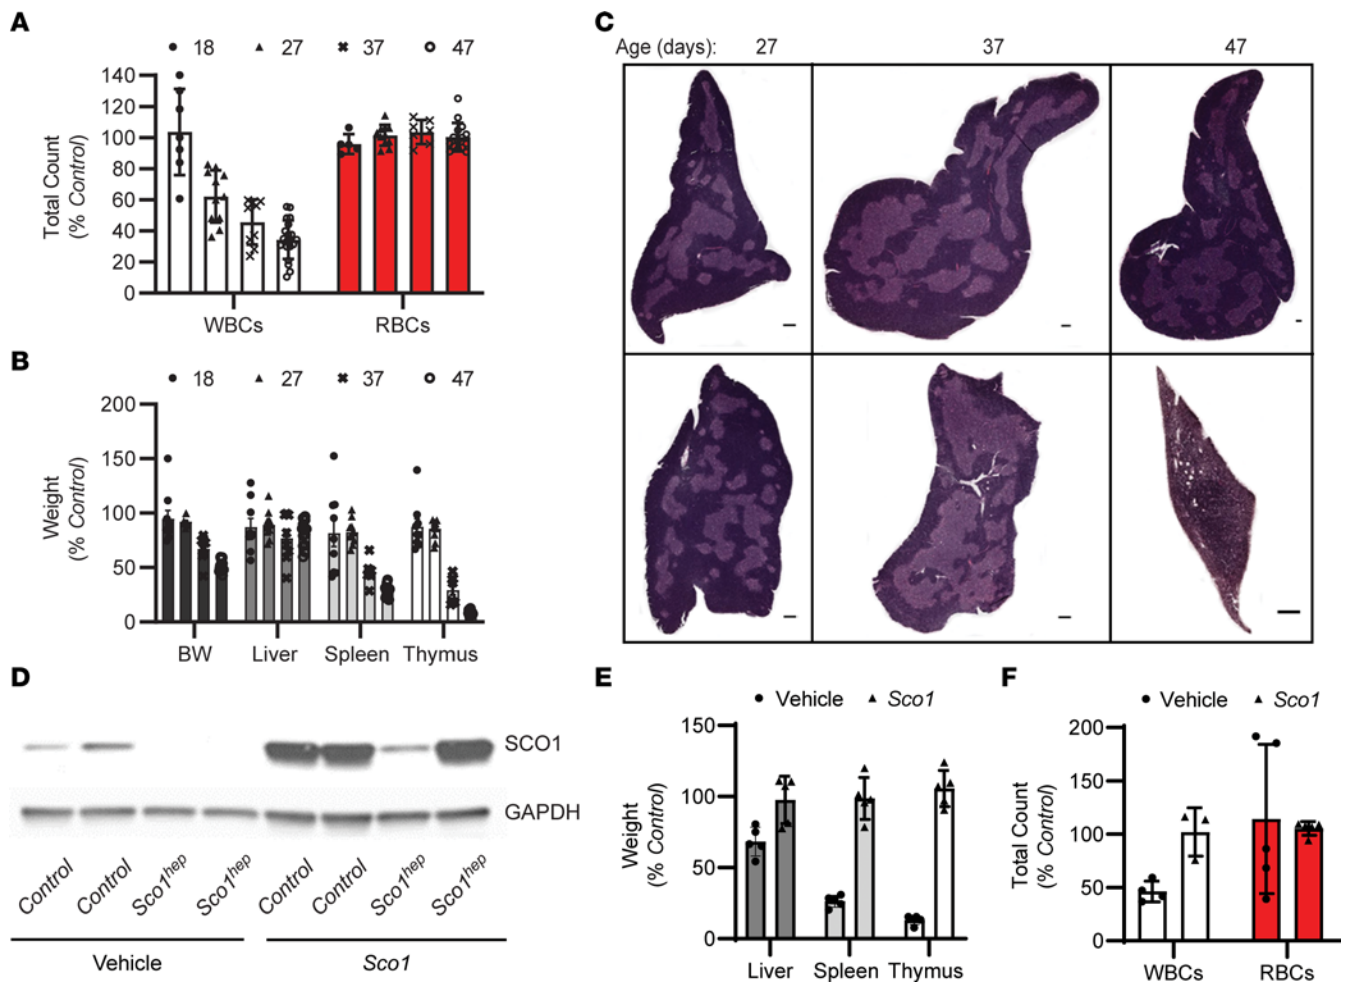 A
18 27 37 47
Total Count
(% Control)
140
120
100
80
60
40
20
0
WBCs RBCs
B
18 27 37 47
Weight
(% Control)
200
150
100
50
0
BW Liver Spleen Thymus
C
Age (days): 27 37 47
D
SCO1
GAPDH
Control Control Sco1hep Sco1hep Control Control Sco1hep Sco1hep
Vehicle Sco1
E
Vehicle Sco1
Weight
(% Control)
150
100
50
0
Liver Spleen Thymus
F
Vehicle Sco1
Total Count
(% Control)
200
150
100
50
0
WBCs RBCs